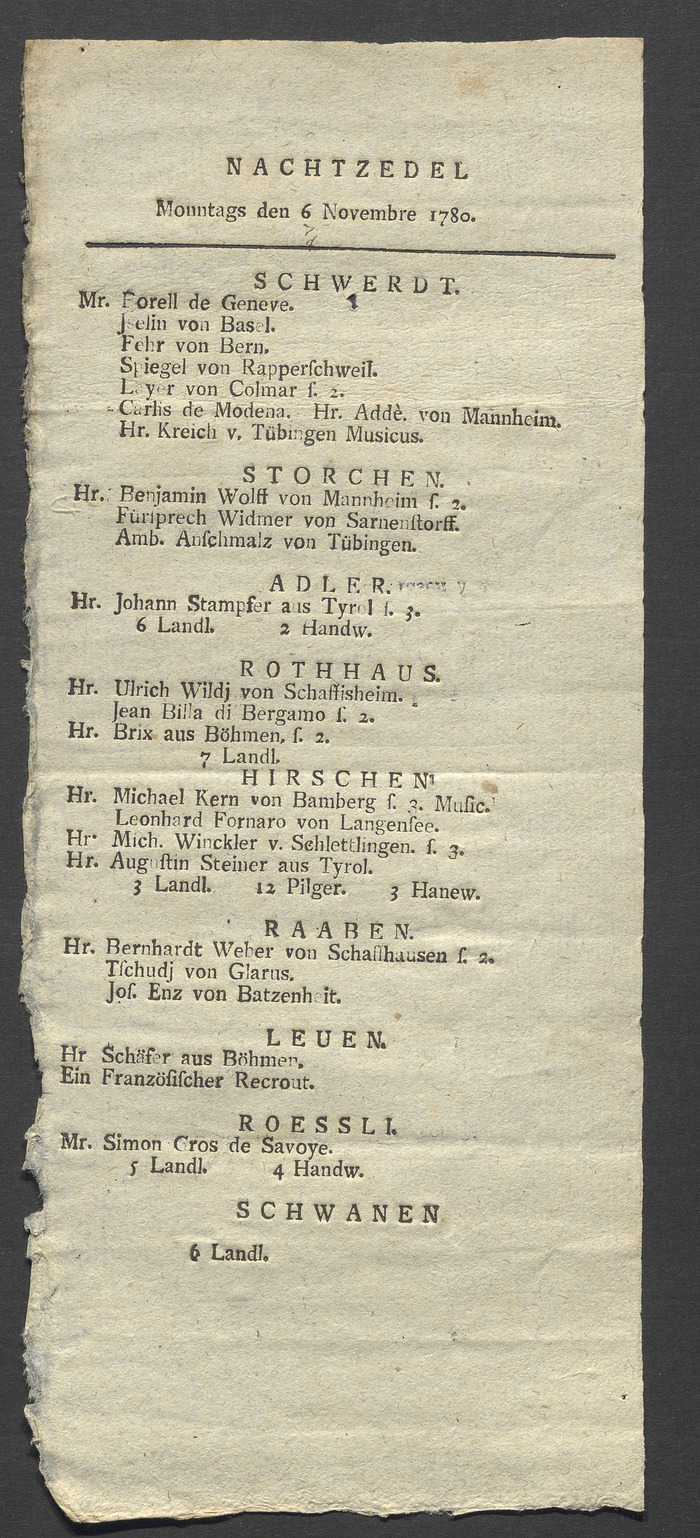 NACHTZEDEL
Monntags den 6 Novembre 1780.
SCHWERDT.
Mr. Forell de Geneve.
Jſelin von Basel.
Fehr von Bern.
Spiegel von Rapperſchweil.
Layer von Colmar ſ. 2.
Carlis de Modena. Hr. Addè. von Mannheim.
Hr. Kreich v. Tübingen Musicus.
STORCHEN.
Hr. Benjamin Wolff von Mannheim ſ. 2.
Fürſprech Widmer von Sarnenſtorff.
Amb. Anſchmalz von Tübingen.
ADLER.
Hr. Johann Stampfer aus Tyrol ſ. 3.
6 Landl. 2 Handw.
ROTHHAUS.
Hr. Ulrich Wildj von Schaffisheim.
Jean Billa di Bergamo ſ. 2.
Hr. Brix aus Böhmen, ſ. 2.
7 Landl.
HIRSCHEN
Hr. Michael Kern von Bamberg ſ. 3. Muſic.
Leonhard Fornaro von Langenſee.
Hr. Mich. Winckler v. Schlettlingen. ſ. 3.
Hr. Auguſtin Steiner aus Tyrol.
3 Landl. 12 Pilger. 3 Hanew.
RAABEN.
Hr. Bernhardt Weber von Schaffhausen ſ. 2.
Tſchudj von Glarus.
Joſ. Enz von Batzenheit.
LEUEN.
Hr Schäfer aus Böhmen.
Ein Franzöſiſcher Recrout.
ROESSLI.
Mr. Simon Gros de Savoye.
5 Landl. 4 Handw.
SCHWANEN
6 Landl.